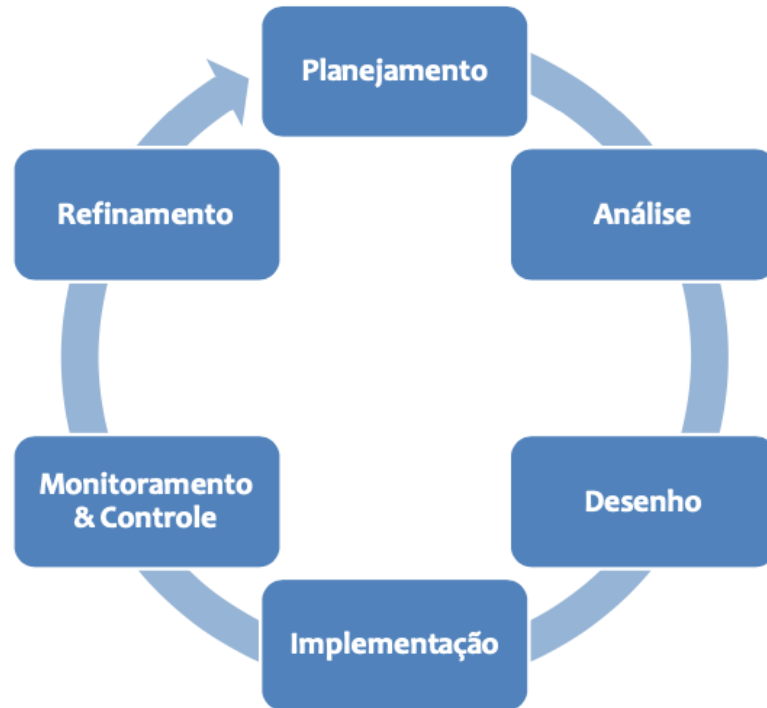 Planejamento
Análise
Desenho
Implementação
Monitoramento
& Controle
Refinamento